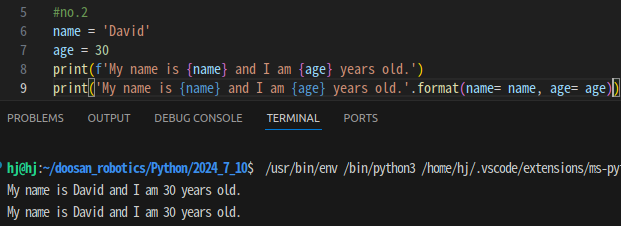 5 #no.2
6 name = 'David'
7 age = 30
8 print(f'My name is {name} and I am {age} years old.')
9 print('My name is {name} and I am {age} years old.'.format(name= name, age= age))
PROBLEMS OUTPUT DEBUG CONSOLE TERMINAL PORTS
hj@hj:~/doosan_robotics/Python/2024_7_10$ /usr/bin/env /bin/python3 /home/hj/.vscode/extensions/ms-py
My name is David and I am 30 years old.
My name is David and I am 30 years old.